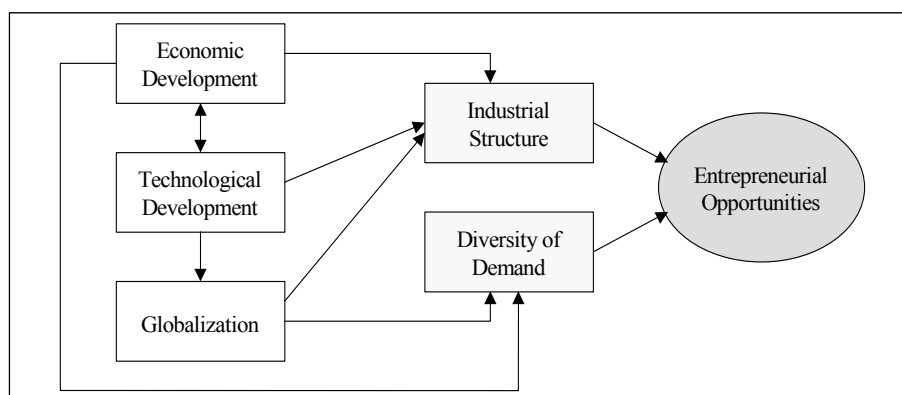 Economic
Development
Technological
Development
Globalization
Industrial
Structure
Diversity of
Demand
Entrepreneurial
Opportunities